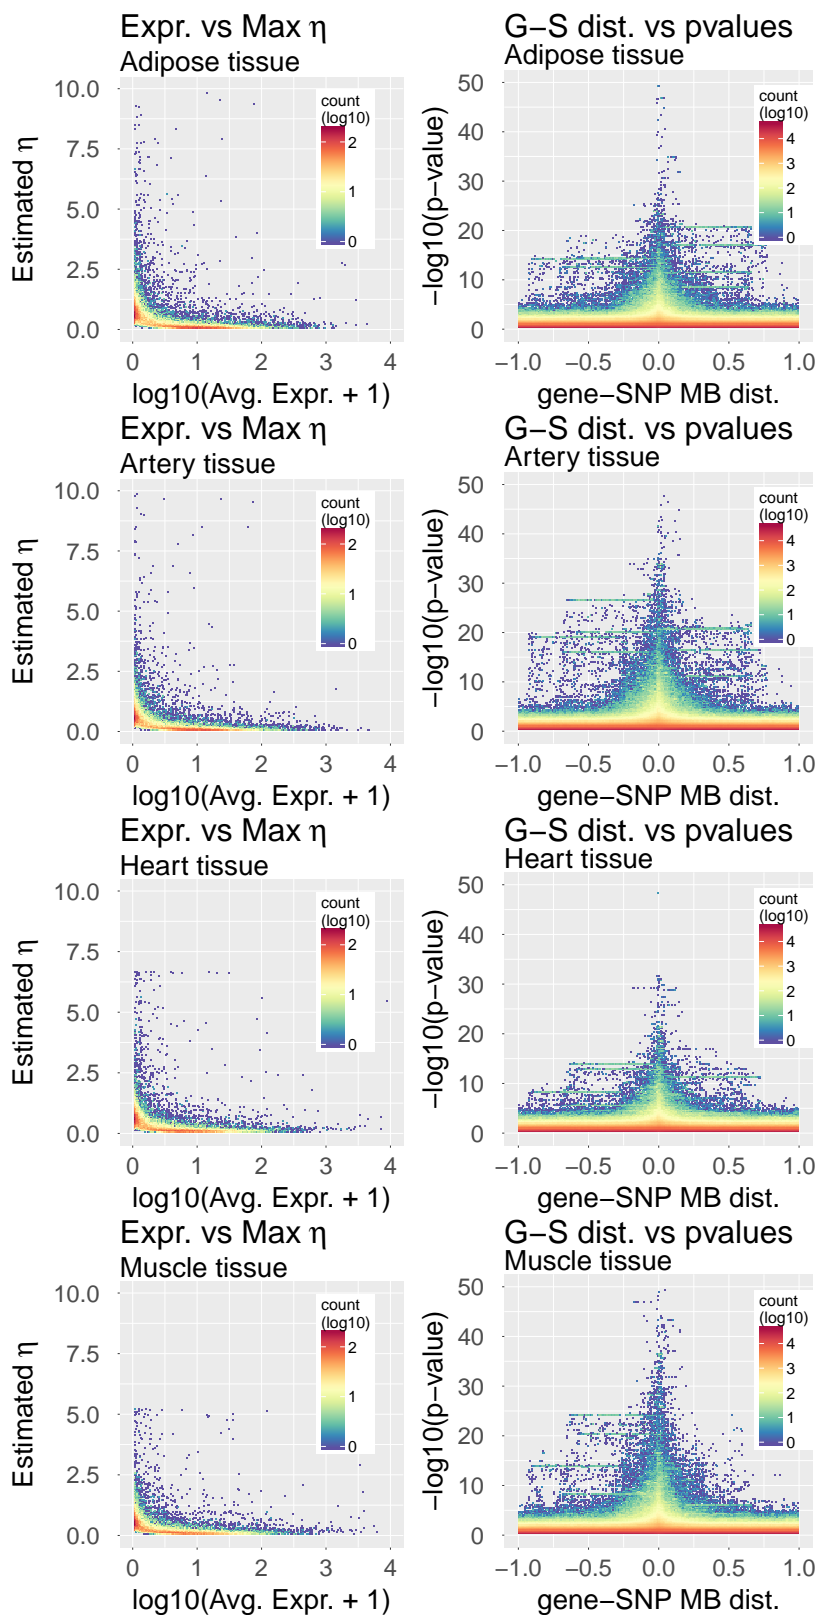 Expr. vs Max η
Adipose tissue
10.0
7.5
5.0
2.5
0.0
Estimated η
count
(log10)
2
1
0
0 1 2 3 4
log10(Avg. Expr. + 1)
G−S dist. vs pvalues
Adipose tissue
50
40
30
20
10
0
−log10(p−value)
count
(log10)
4
3
2
1
0
−1.0 −0.5 0.0 0.5 1.0
gene−SNP MB dist.
Expr. vs Max η
Artery tissue
10.0
7.5
5.0
2.5
0.0
Estimated η
count
(log10)
2
1
0
0 1 2 3 4
log10(Avg. Expr. + 1)
G−S dist. vs pvalues
Artery tissue
50
40
30
20
10
0
−log10(p−value)
count
(log10)
4
3
2
1
0
−1.0 −0.5 0.0 0.5 1.0
gene−SNP MB dist.
Expr. vs Max η
Heart tissue
10.0
7.5
5.0
2.5
0.0
Estimated η
count
(log10)
2
1
0
0 1 2 3 4
log10(Avg. Expr. + 1)
G−S dist. vs pvalues
Heart tissue
50
40
30
20
10
0
−log10(p−value)
count
(log10)
4
3
2
1
0
−1.0 −0.5 0.0 0.5 1.0
gene−SNP MB dist.
Expr. vs Max η
Muscle tissue
10.0
7.5
5.0
2.5
0.0
Estimated η
count
(log10)
2
1
0
0 1 2 3 4
log10(Avg. Expr. + 1)
G−S dist. vs pvalues
Muscle tissue
50
40
30
20
10
0
−log10(p−value)
count
(log10)
4
3
2
1
0
−1.0 −0.5 0.0 0.5 1.0
gene−SNP MB dist.